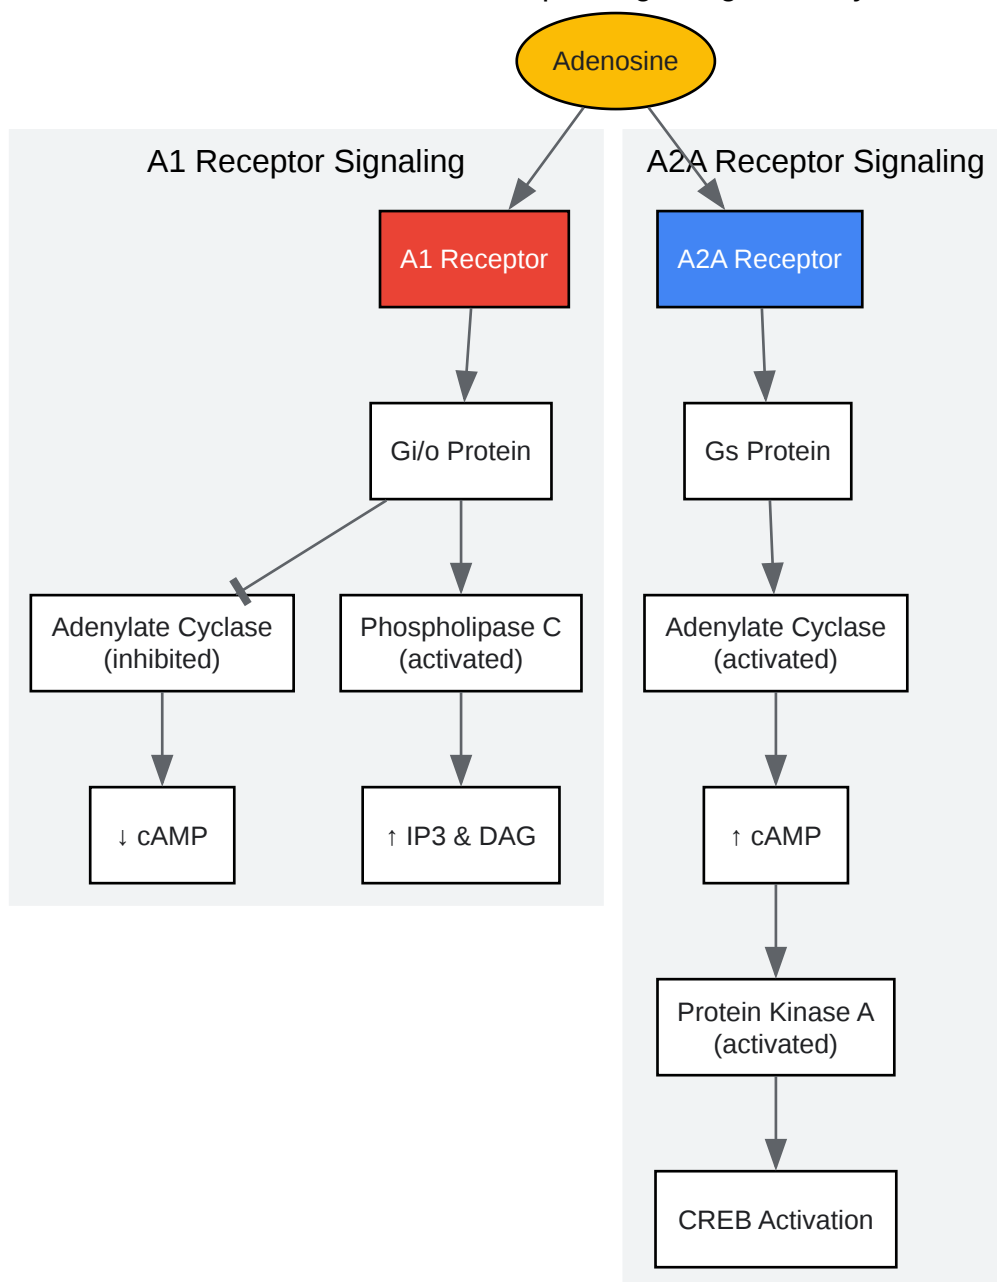 Adenosine
A1 Receptor Signaling
A2A Receptor Signaling
A1 Receptor
A2A Receptor
Gi/o Protein
Gs Protein
Adenylate Cyclase
(inhibited)
Phospholipase C
(activated)
Adenylate Cyclase
(activated)
↓ cAMP
↑ IP3 & DAG
↑ cAMP
Protein Kinase A
(activated)
CREB Activation